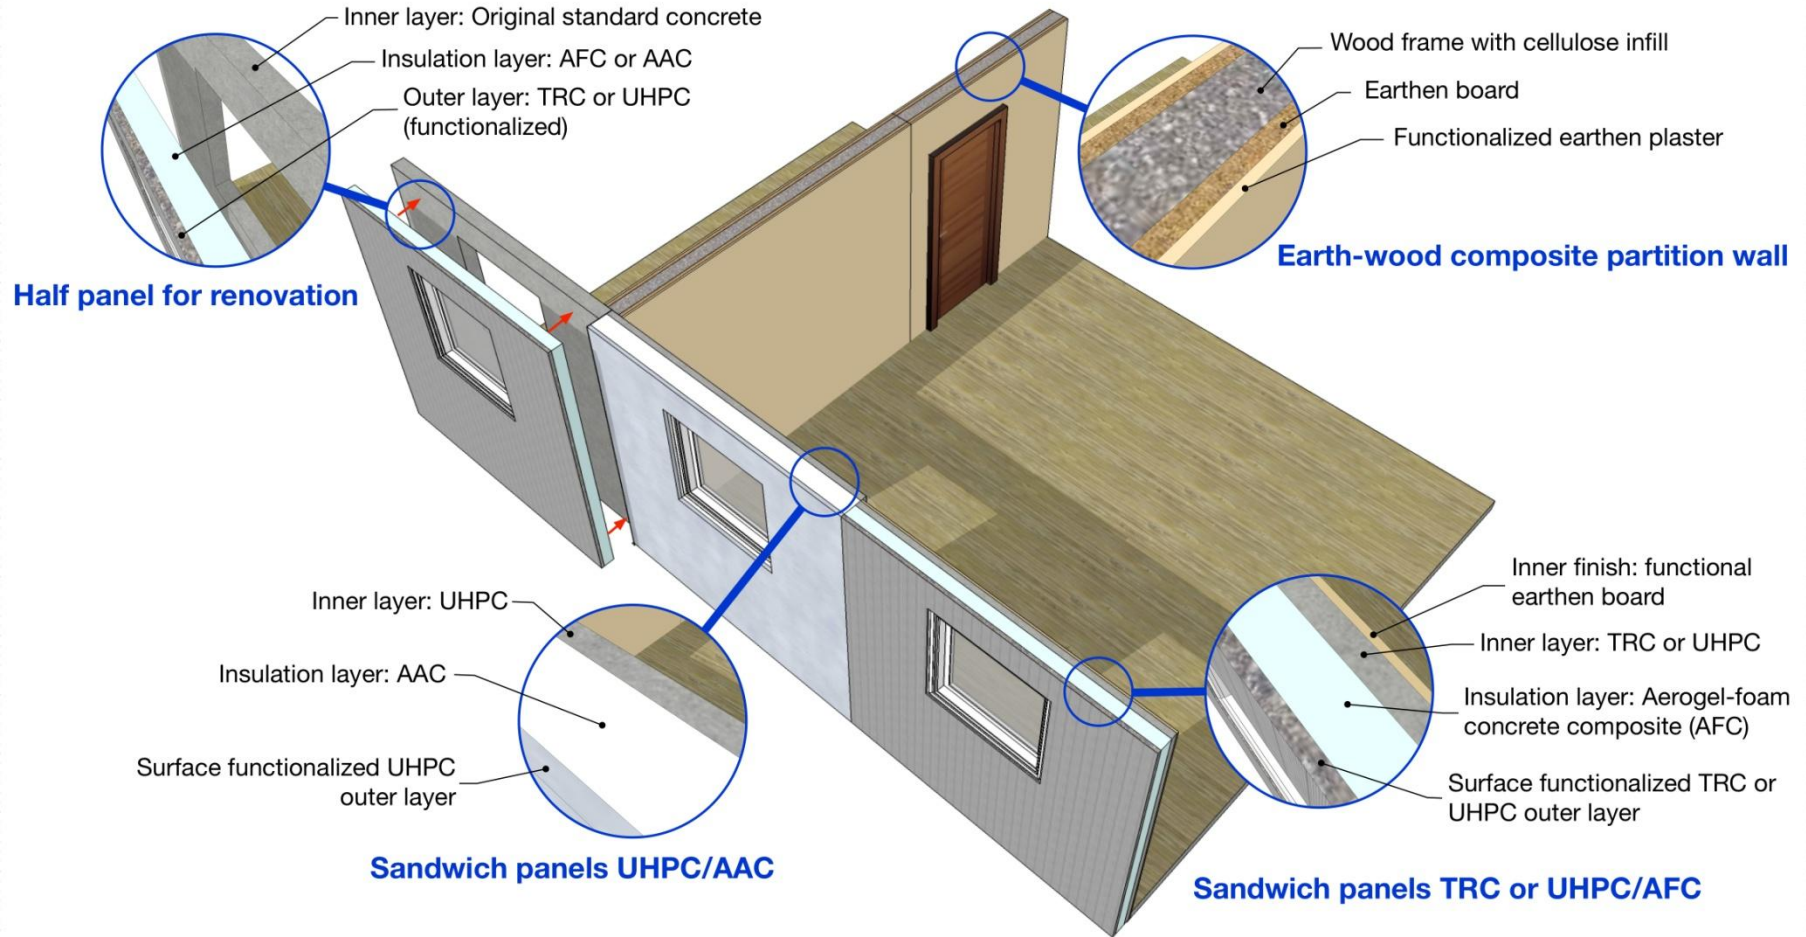 Inner layer: Original standard concrete
Insulation layer: AFC or AAC
Outer layer: TRC or UHPC
(functionalized)
Half panel for renovation
Wood frame with cellulose infill
Earthen board
Functionalized earthen plaster
Earth-wood composite partition wall
Inner layer: UHPC
Insulation layer: AAC
Surface functionalized UHPC
outer layer
Sandwich panels UHPC/AAC
Inner finish: functional
earthen board
Inner layer: TRC or UHPC
Insulation layer: Aerogel-foam
concrete composite (AFC)
Surface functionalized TRC or
UHPC outer layer
Sandwich panels TRC or UHPC/AFC